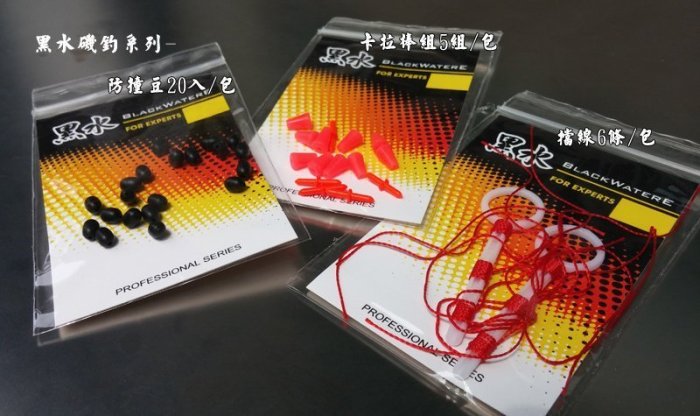 黑水磯釣系列-
防撞豆20入/包
卡拉棒組5組/包
擋線6條/包
黑水
BLACKWATERE
FOR EXPERTS
PROFESSIONAL SERIES
黑水
BLACKWATERE
FOR EXPERTS
PROFESSIONAL SERIES
黑水
BLACKWATERE
FOR EXPERTS
PROFESSIONAL SERIES